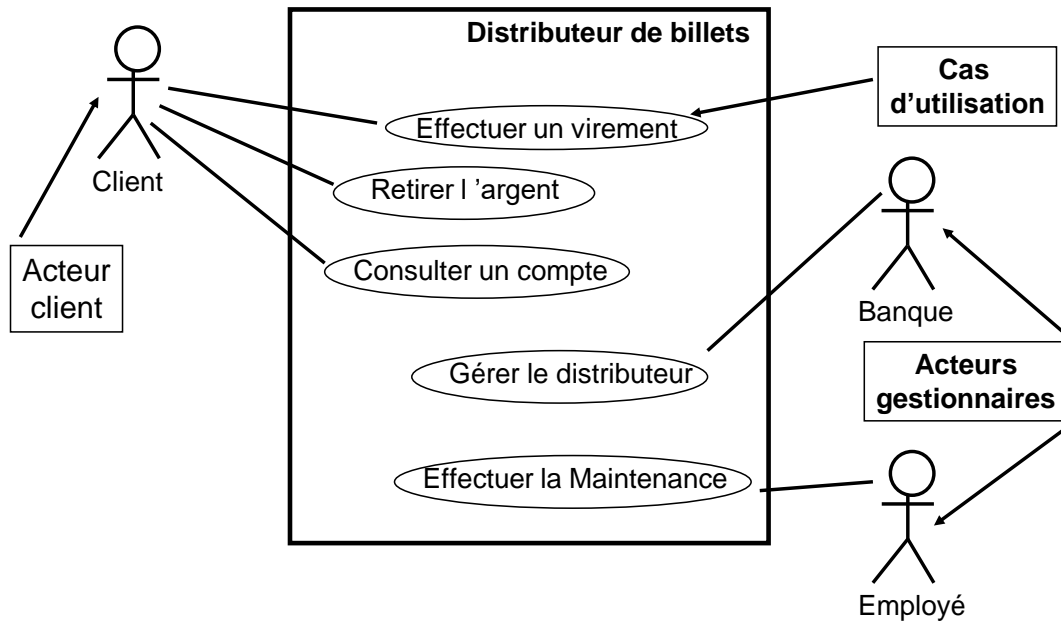 Distributeur de billets
Cas
d’utilisation
Effectuer un virement
Client
Retirer l ’argent
Acteur
client
Consulter un compte
Banque
Gérer le distributeur
Acteurs
gestionnaires
Effectuer la Maintenance
Employé